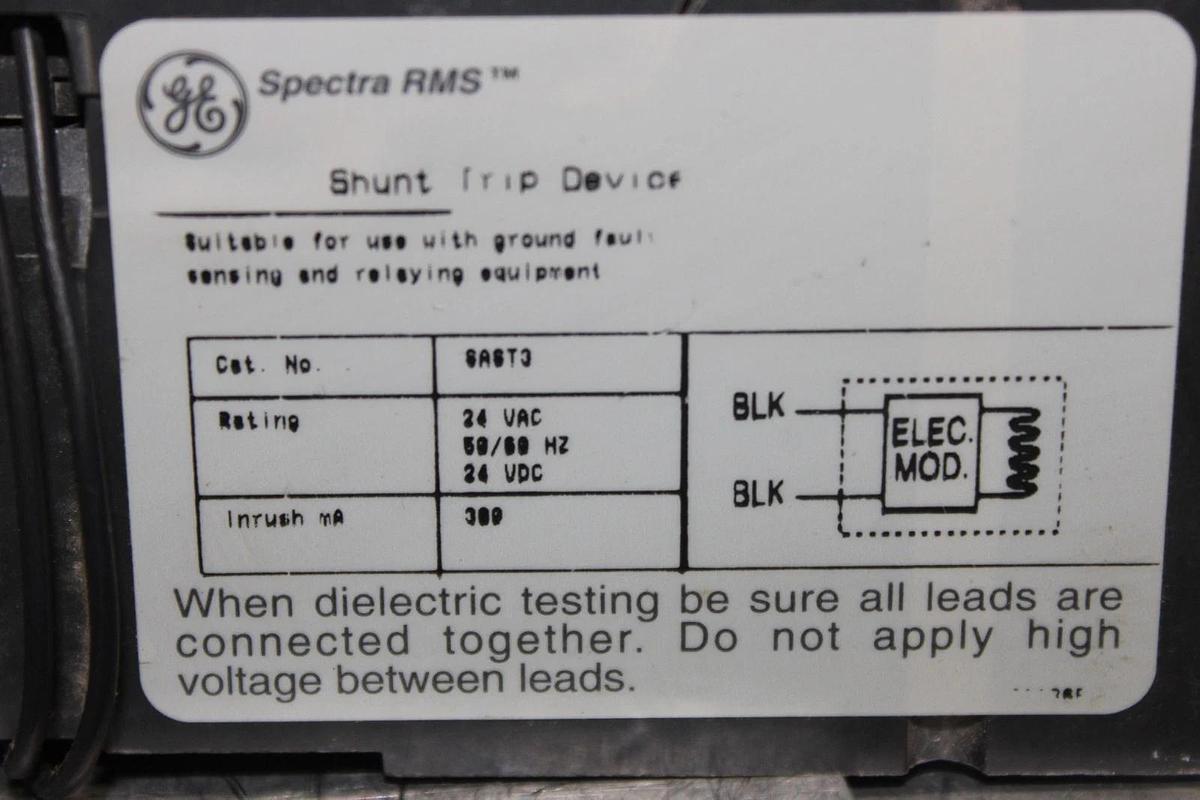 GE Spectra RMS™
Shunt Trip Device
Suitable for use with ground fault
sensing and relaying equipment
Cat. No. SAST3
Rating 24 VAC
50/60 HZ
24 VDC
Inrush mA 300
BLK
ELEC.
MOD.
BLK
When dielectric testing be sure all leads are
connected together. Do not apply high
voltage between leads.